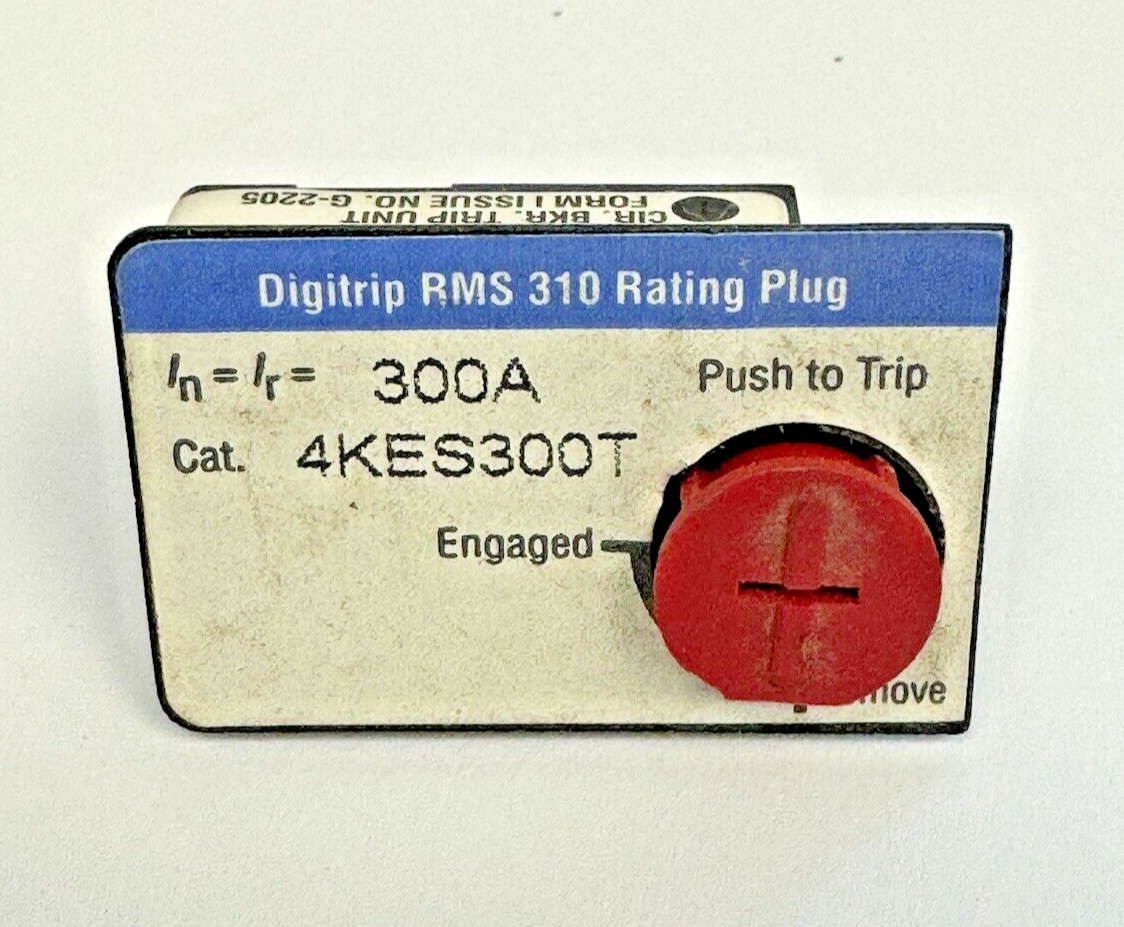 CIR. BKR. TRIP UNIT
FORM I ISSUE NO. G-2205
Digitrip RMS 310 Rating Plug
In = Ir = 300A
Push to Trip
Cat. 4KES300T
Engaged